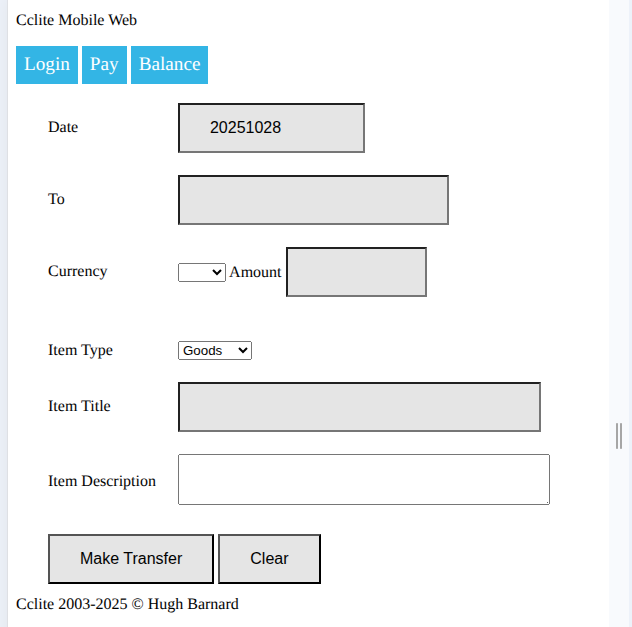 Cclite Mobile Web
Login Pay Balance
Date 20251028
To
Currency Amount
Item Type Goods
Item Title
Item Description
Make Transfer Clear
Cclite 2003-2025 © Hugh Barnard